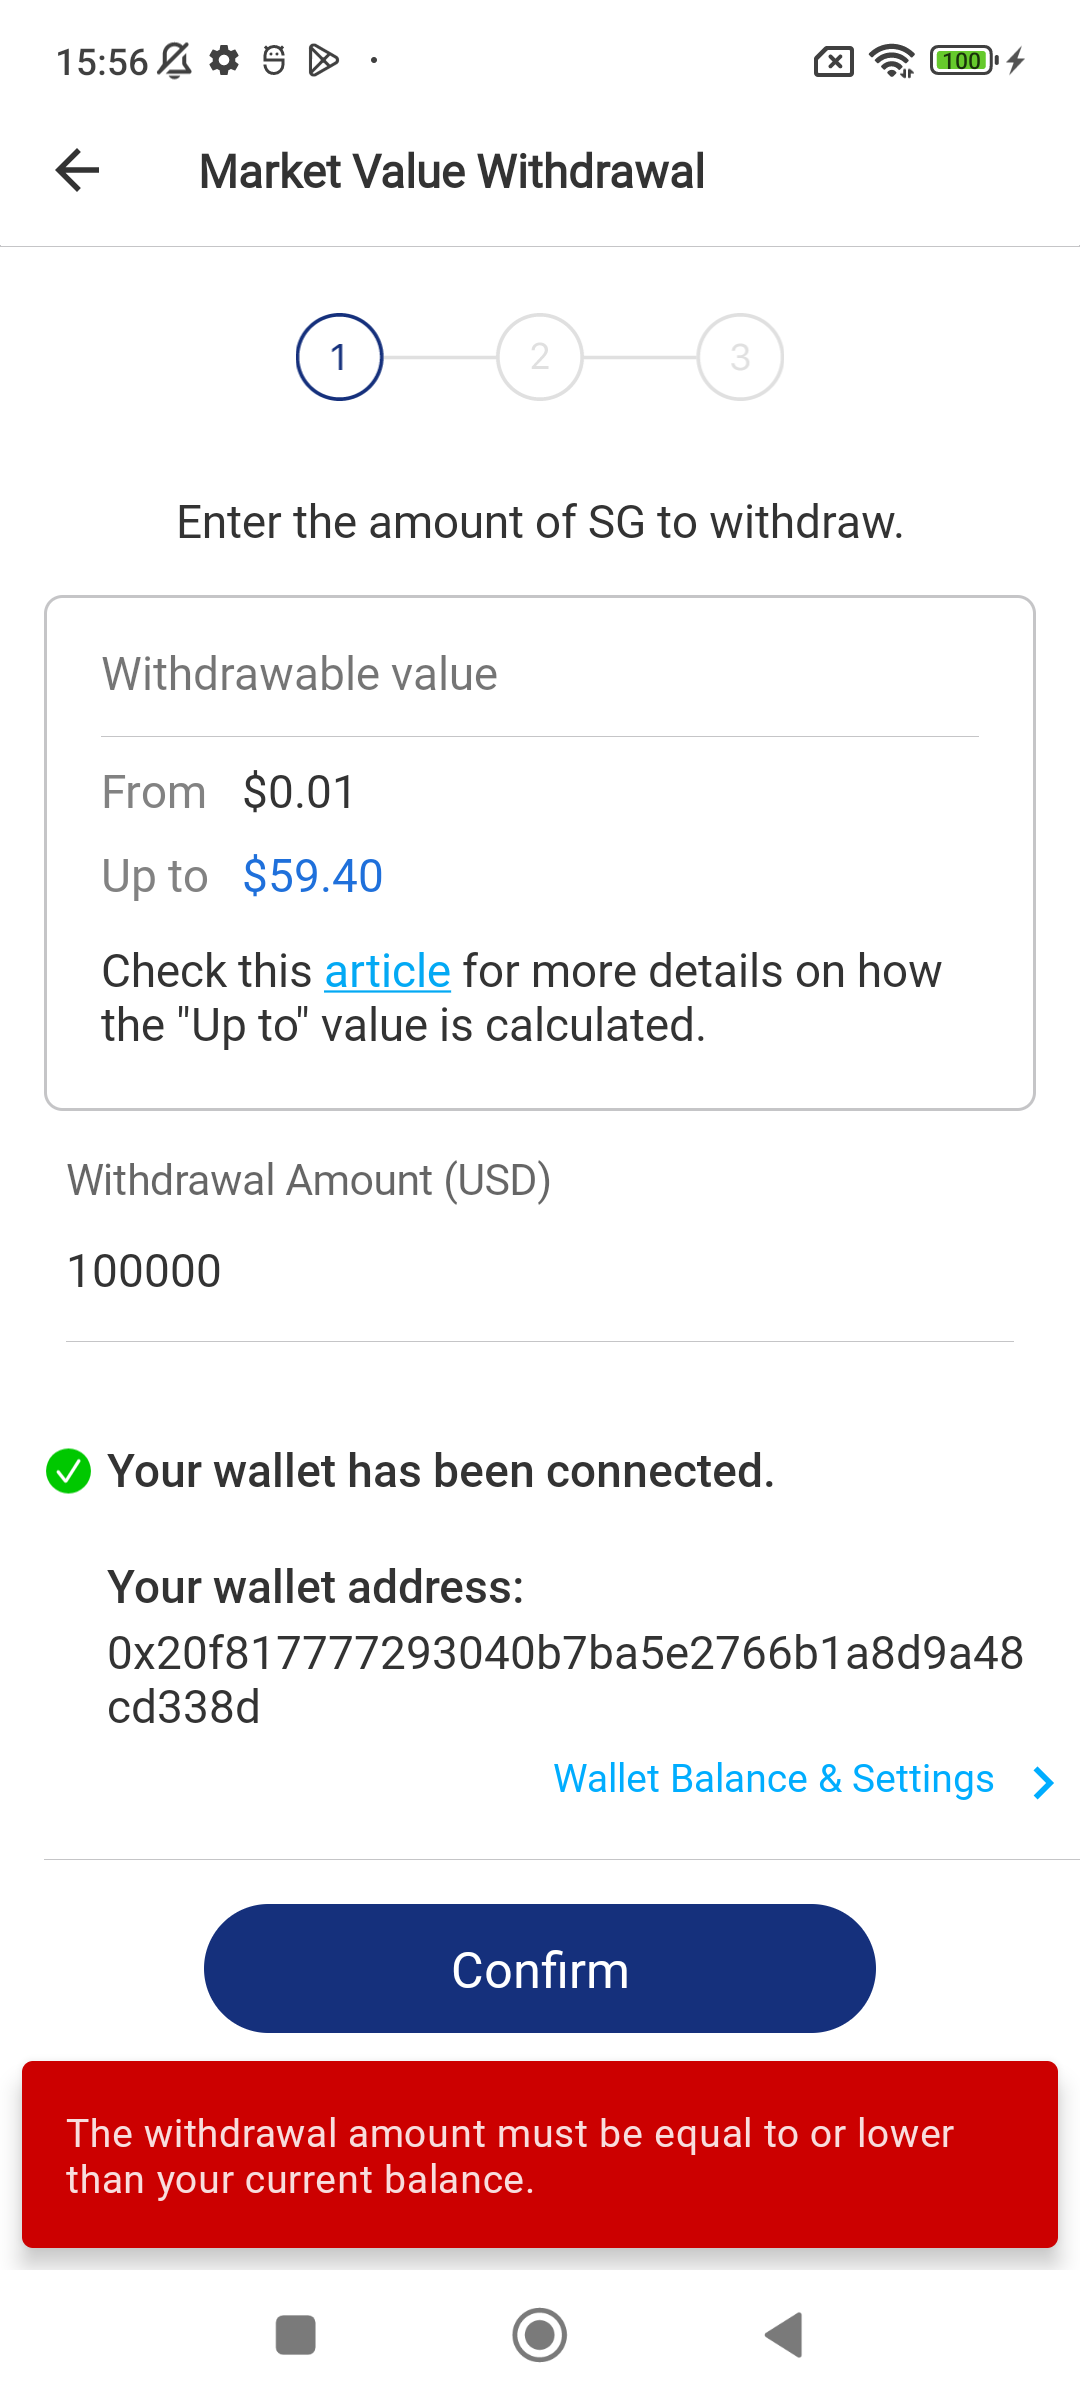 15:56
100
Market Value Withdrawal
1
2
3
Enter the amount of SG to withdraw.
Withdrawable value
From $0.01
Up to $59.40
Check this article for more details on how
the "Up to" value is calculated.
Withdrawal Amount (USD)
100000
Your wallet has been connected.
Your wallet address:
0x20f817777293040b7ba5e2766b1a8d9a48
cd338d
Wallet Balance & Settings
Confirm
The withdrawal amount must be equal to or lower
than your current balance.